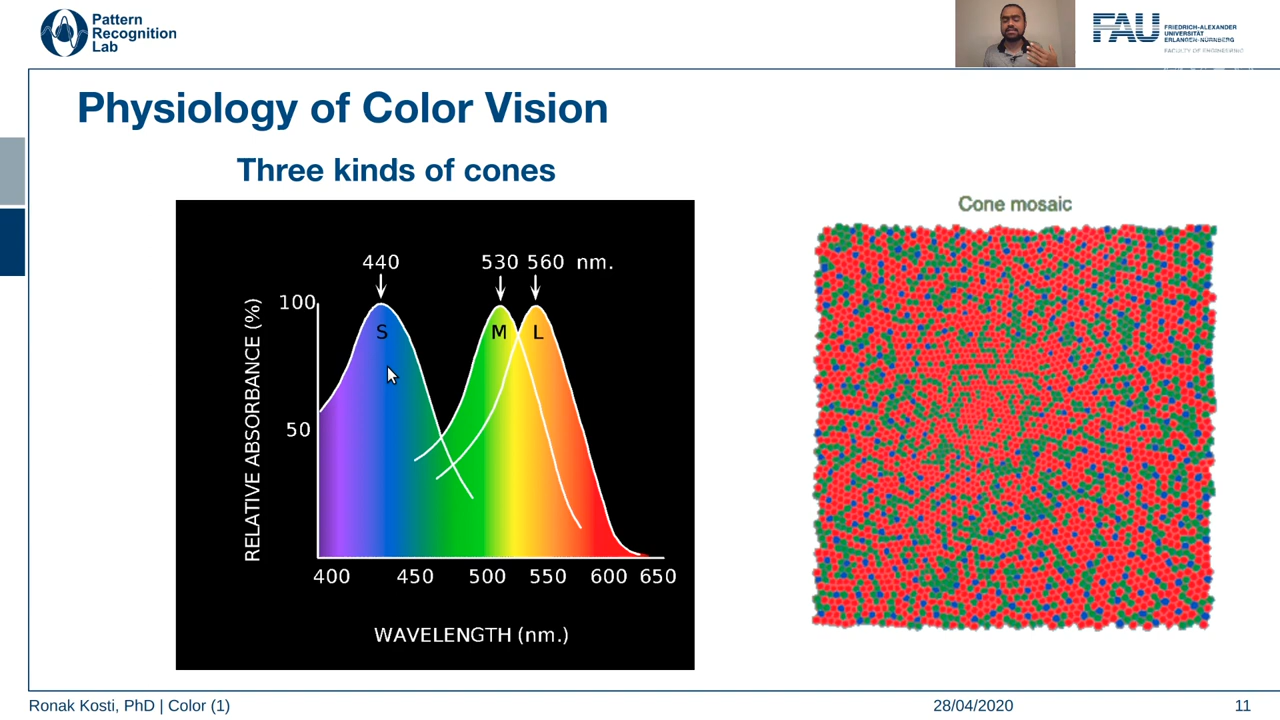 Pattern
Recognition
Lab
FAU
FRIEDRICH-ALEXANDER
UNIVERSITÄT
ERLANGEN-NÜRNBERG
FACULTY OF ENGINEERING
Physiology of Color Vision
Three kinds of cones
Cone mosaic
440
530 560 nm.
100
S
M
L
50
RELATIVE ABSORBANCE (%)
400 450 500 550 600 650
WAVELENGTH (nm.)
Ronak Kosti, PhD | Color (1)
28/04/2020
11